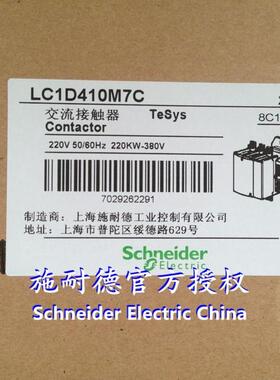 LC1D410M7C
交流接触器 TeSys
Contactor
8C1
220V 50/60Hz 220KW-380V
7029262291
制造商：上海施耐德工业控制有限公司
地址：上海市普陀区绥德路629号
Schneider
Electric
施耐德官方授权
Schneider Electric China